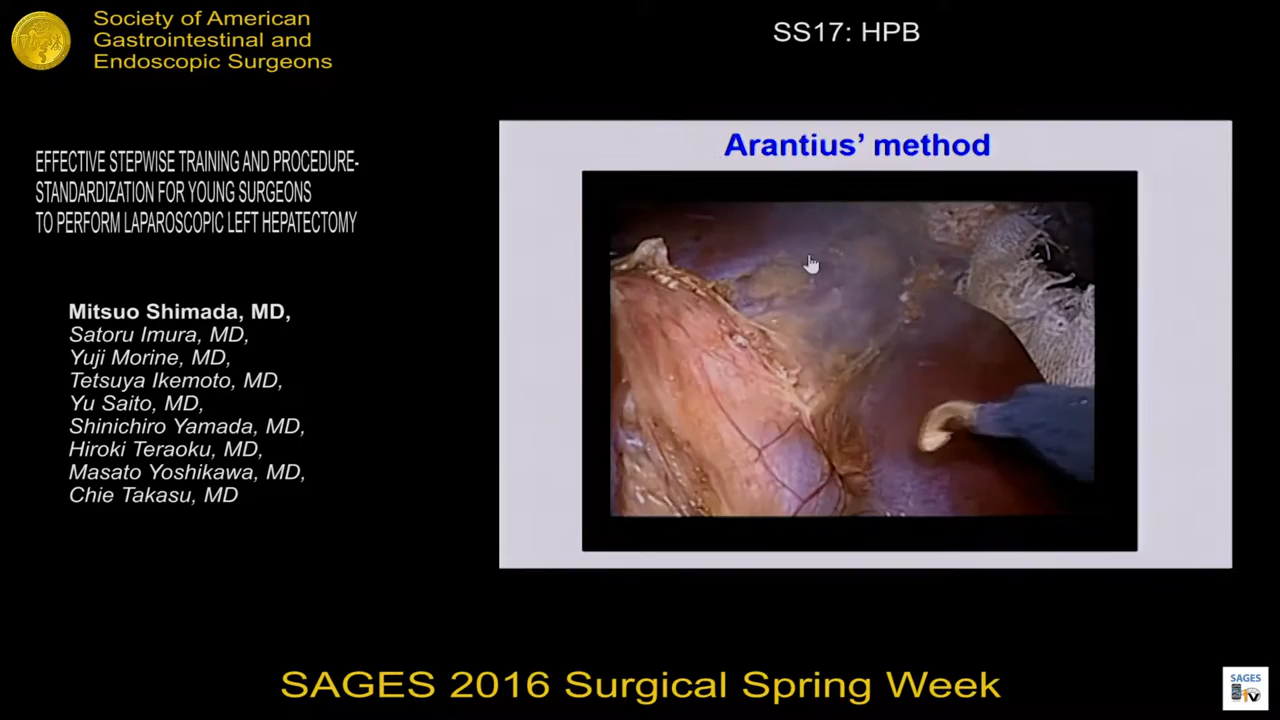 Society of American
Gastrointestinal and
Endoscopic Surgeons
SS17: HPB
EFFECTIVE STEPWISE TRAINING AND PROCEDURE-
STANDARDIZATION FOR YOUNG SURGEONS
TO PERFORM LAPAROSCOPIC LEFT HEPATECTOMY
Mitsuo Shimada, MD,
Satoru Imura, MD,
Yuji Morine, MD,
Tetsuya Ikemoto, MD,
Yu Saito, MD,
Shinichiro Yamada, MD,
Hiroki Teraoku, MD,
Masato Yoshikawa, MD,
Chie Takasu, MD
Arantius’ method
SAGES 2016 Surgical Spring Week
SAGES
TV